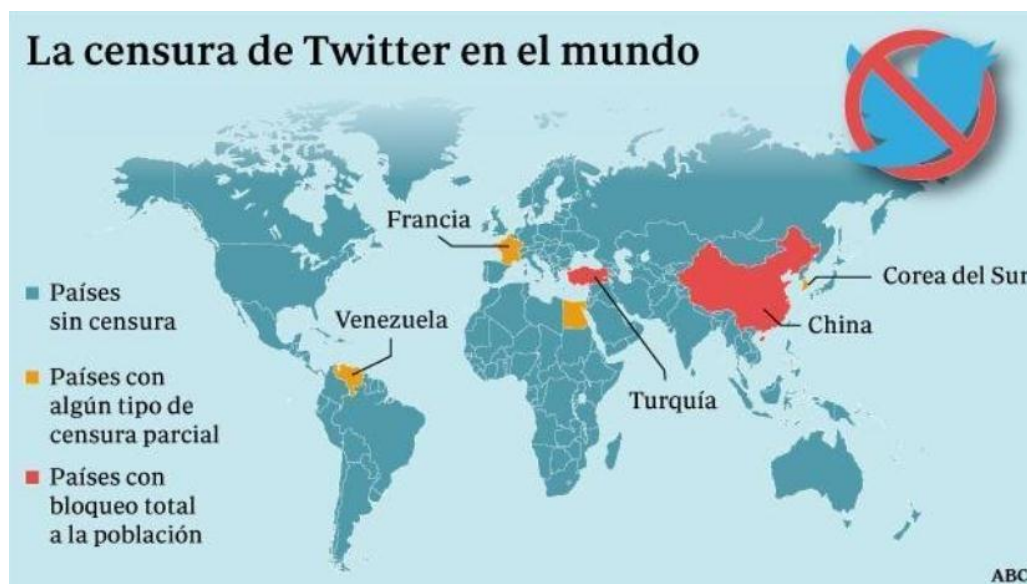 La censura de Twitter en el mundo
Francia
Corea del Sur
Países
sin censura
Venezuela
China
Países con
algún tipo de
censura parcial
Turquía
Países con
bloqueo total
a la población
ABC